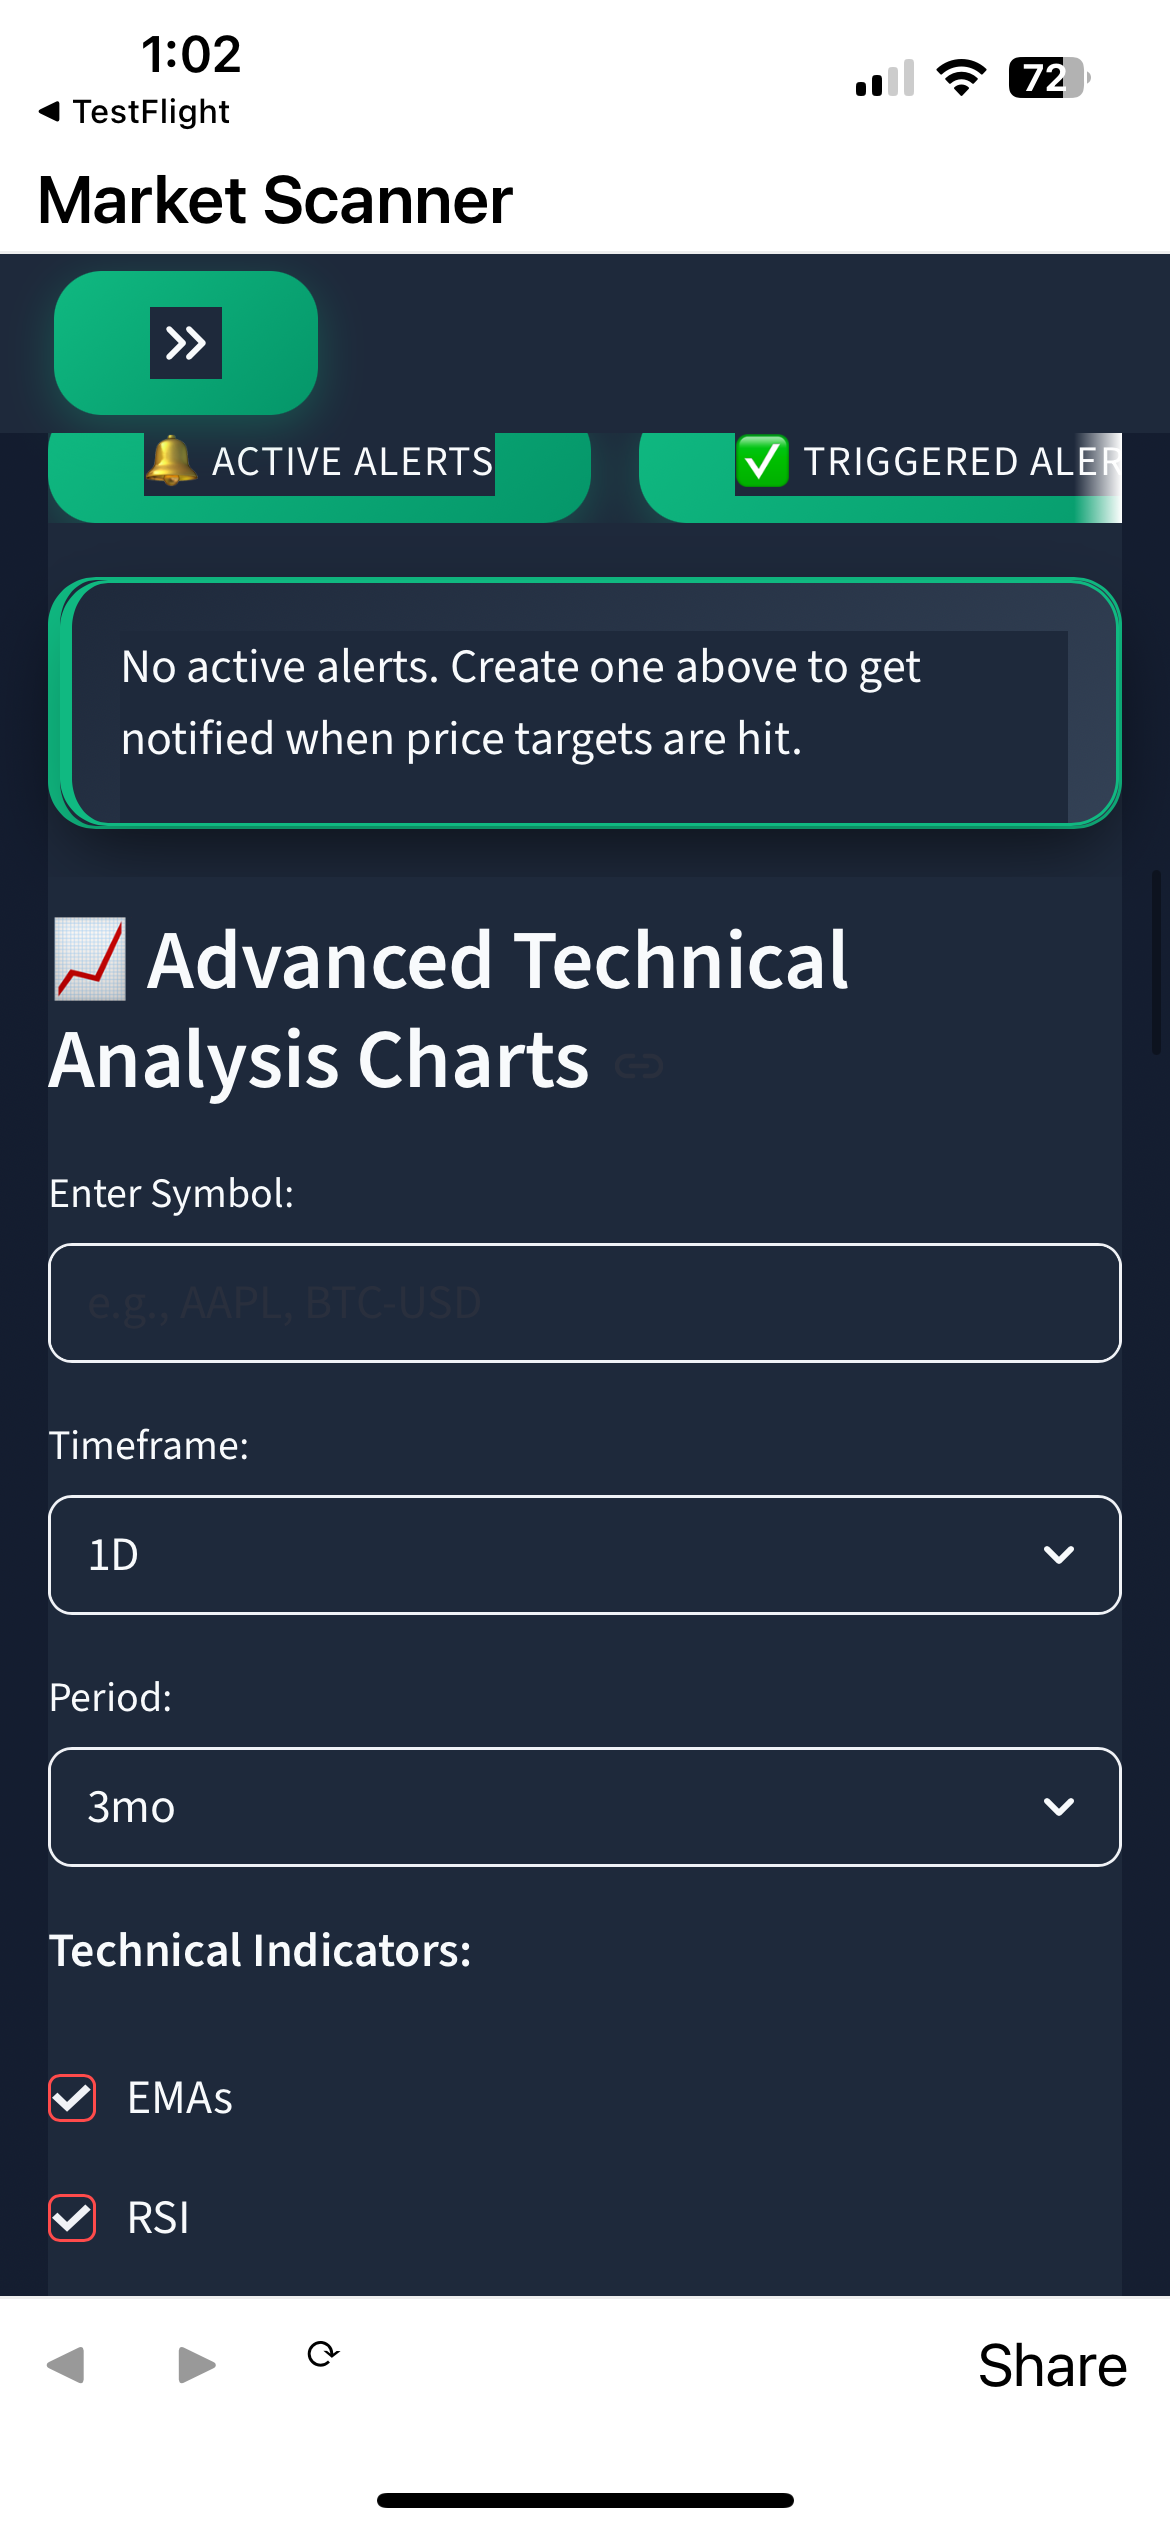 1:02
72
◀ TestFlight
Market Scanner
🔔 ACTIVE ALERTS
✅ TRIGGERED ALER
No active alerts. Create one above to get
notified when price targets are hit.
📈 Advanced Technical
Analysis Charts
Enter Symbol:
e.g., AAPL, BTC-USD
Timeframe:
1D
Period:
3mo
Technical Indicators:
EMAs
RSI
Share